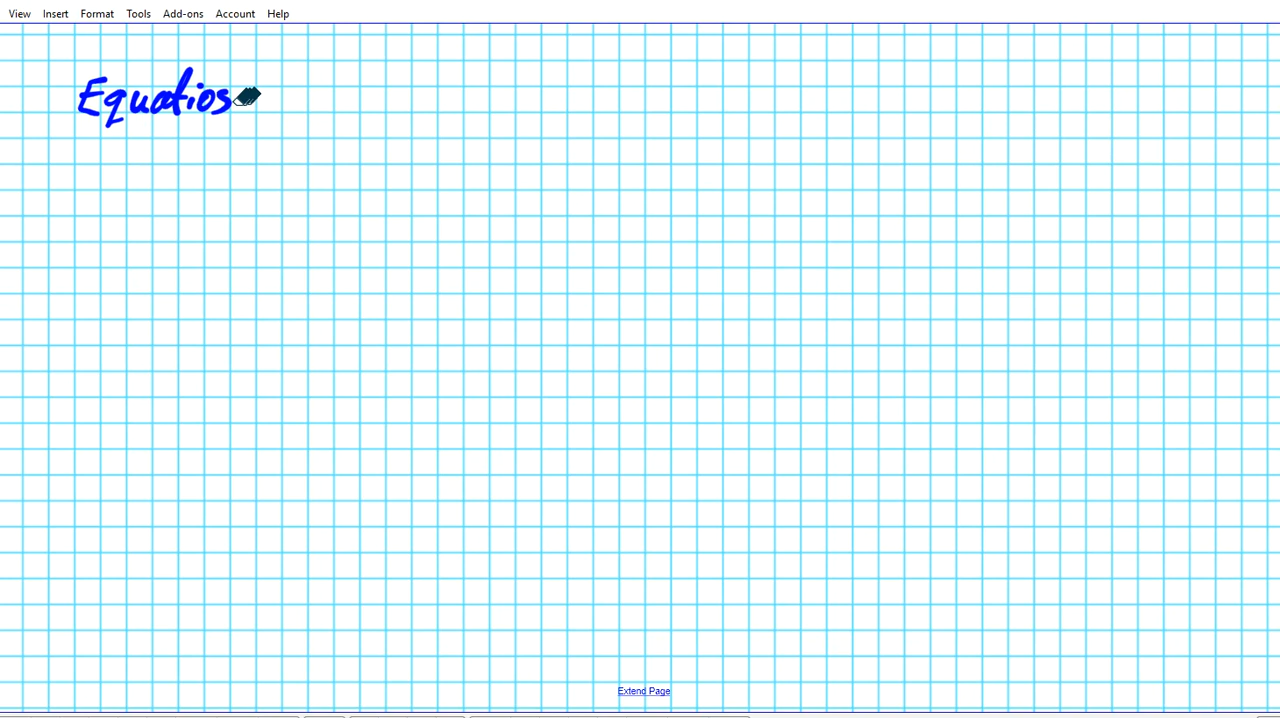 View Insert Format Tools Add-ons Account Help
Equatios
Extend Page